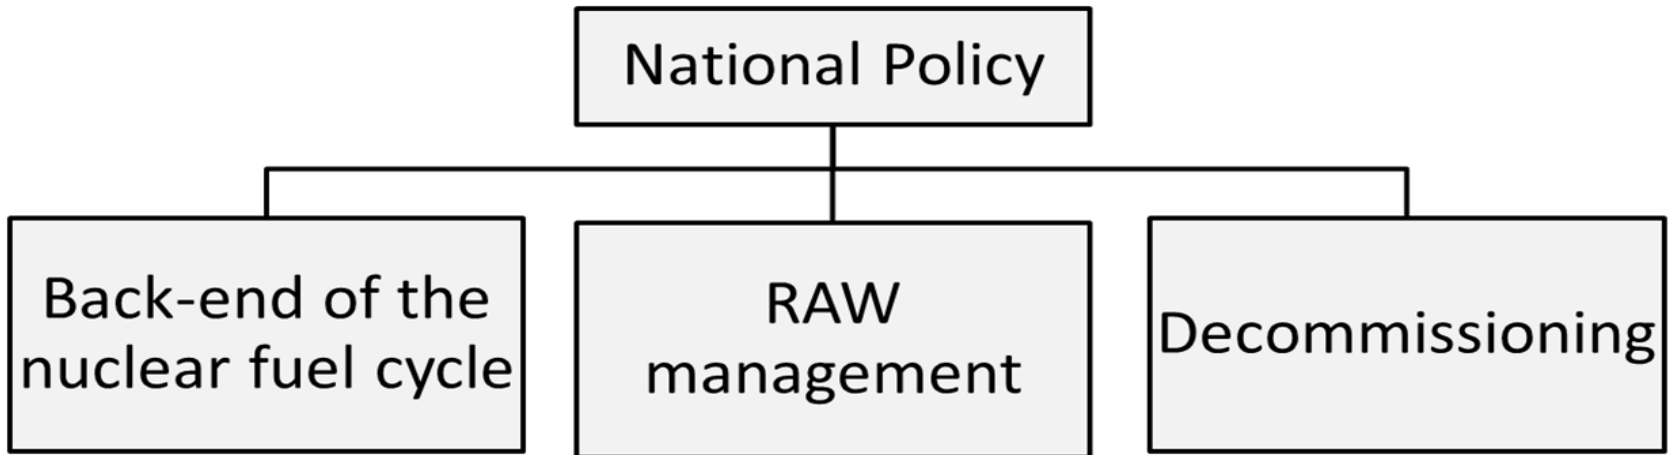 National Policy
Back-end of the
nuclear fuel cycle
RAW
management
Decommissioning